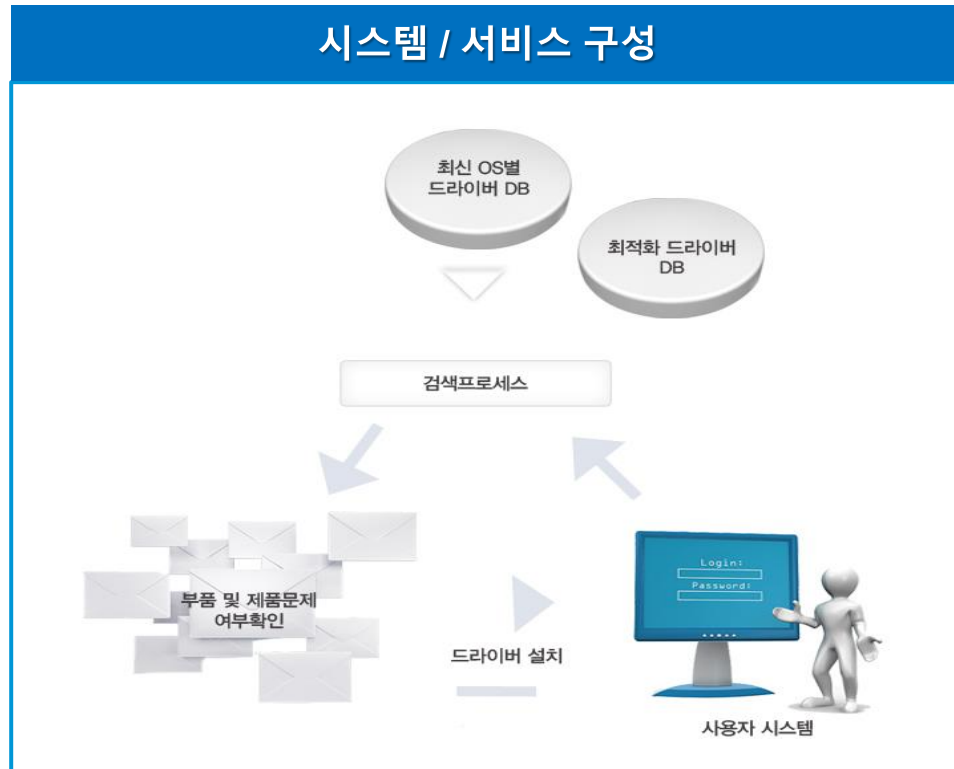 시스템 / 서비스 구성
최신 OS별
드라이버 DB
최적화 드라이버
DB
검색프로세스
부품 및 제품문제
여부확인
Login:
Password:
드라이버 설치
사용자 시스템